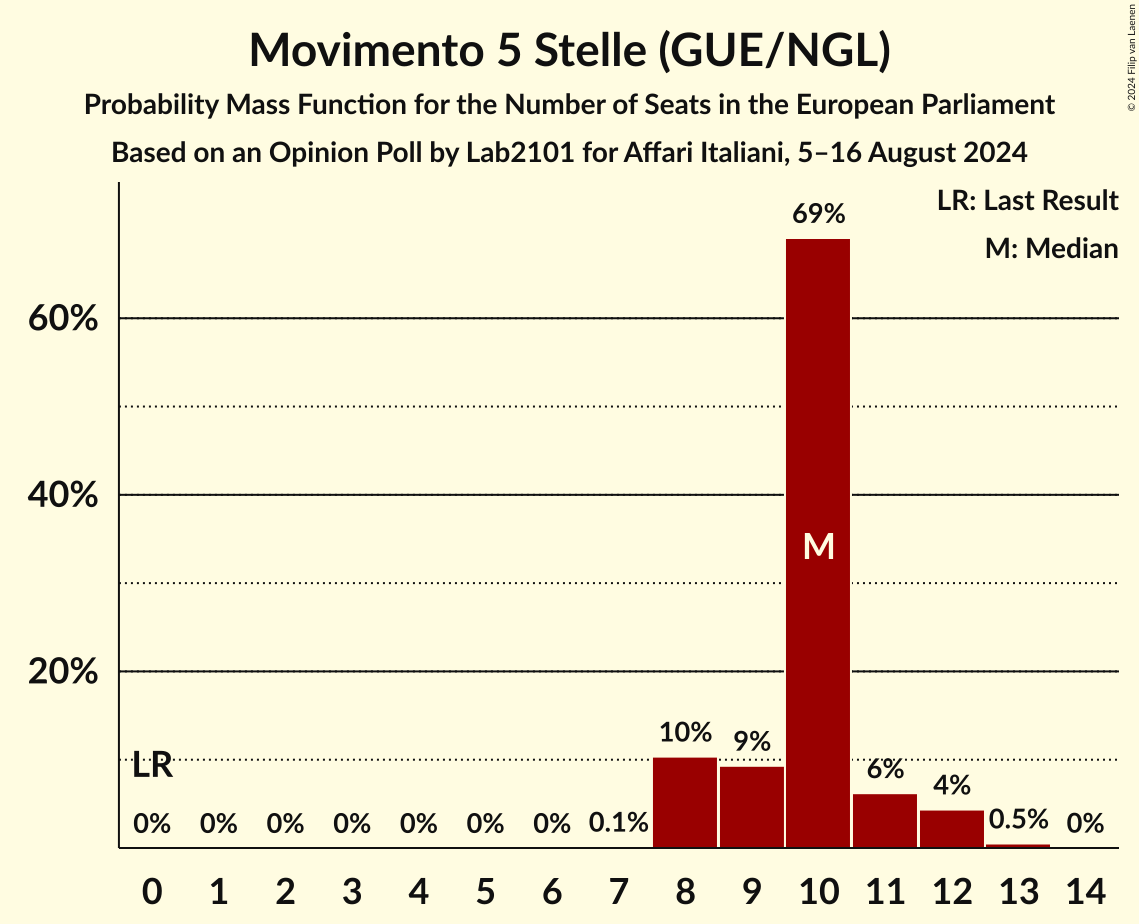 Movimento 5 Stelle (GUE/NGL)
Probability Mass Function for the Number of Seats in the European Parliament
Based on an Opinion Poll by Lab2101 for Affari Italiani, 5–16 August 2024
© 2024 Filip van Laenen
LR: Last Result
M: Median
69%
60%
40%
M
20%
10%
9%
6%
4%
LR
0% 0% 0% 0% 0% 0% 0% 0.1% 0.5% 0%
0 1 2 3 4 5 6 7 8 9 10 11 12 13 14